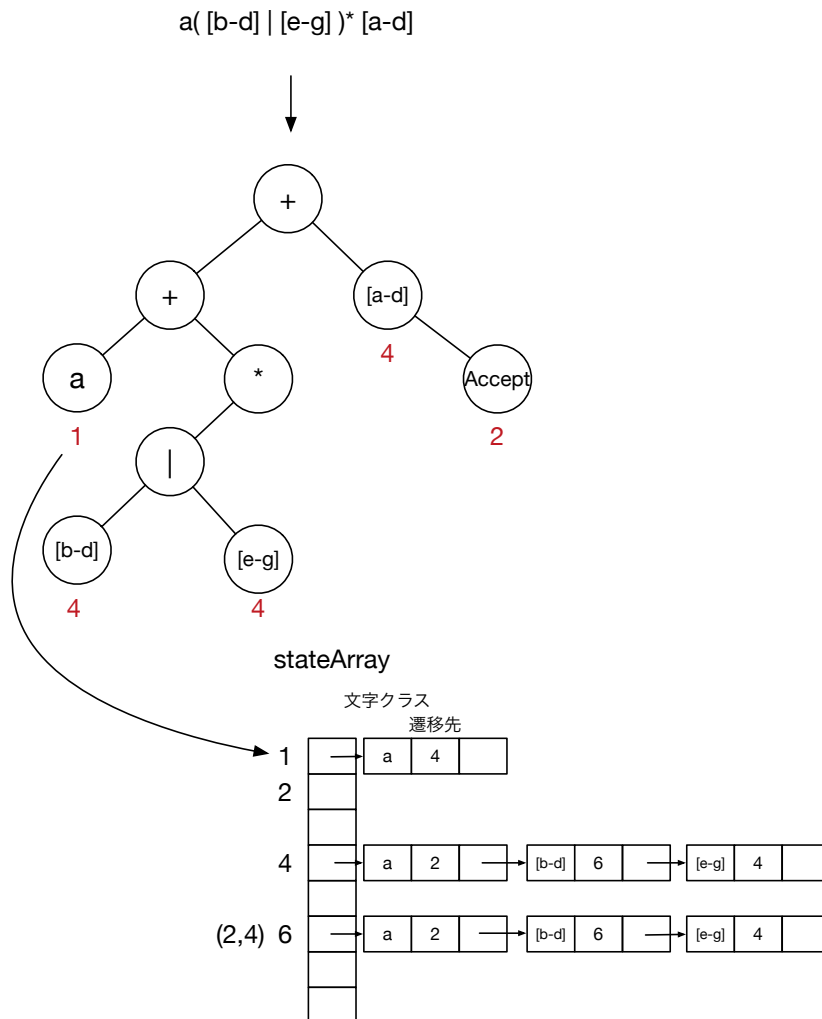 a( [b-d] | [e-g] )* [a-d]
+
+
[a-d]
4
a
*
Accept
1
2
|
[b-d]
[e-g]
4
4
stateArray
文字クラス
遷移先
1 a 4
2
4 a 2 [b-d] 6 [e-g] 4
(2,4) 6 a 2 [b-d] 6 [e-g] 4